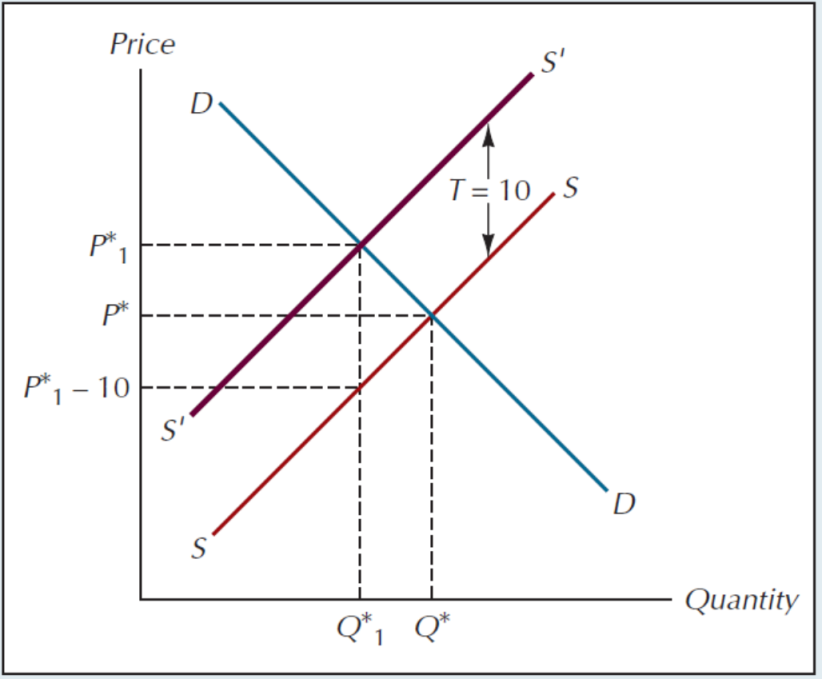 Price
S'
D
T = 10
S
P*1
P*
P*1 – 10
S'
D
S
Quantity
Q*1 Q*